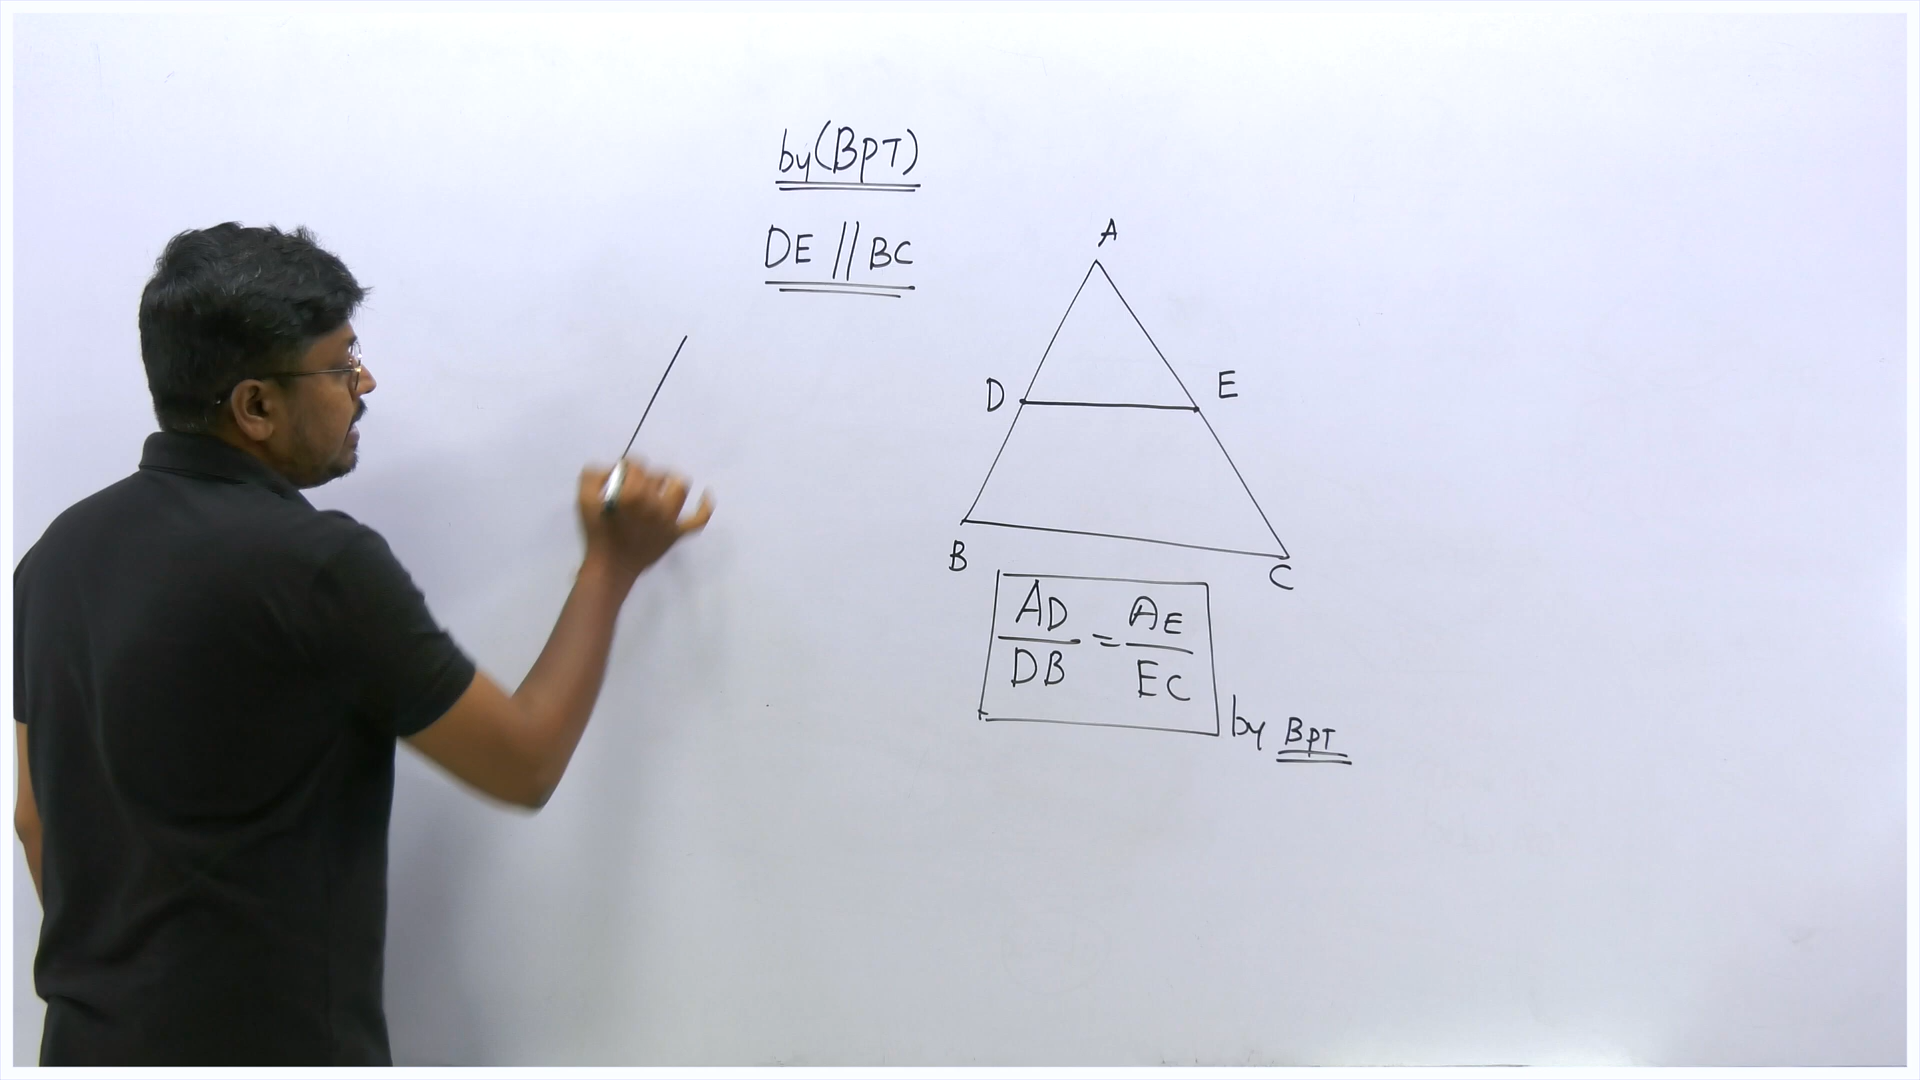 by (BPT)
DE // BC
A
D
E
B
C
AD/DB = AE/EC
by BPT